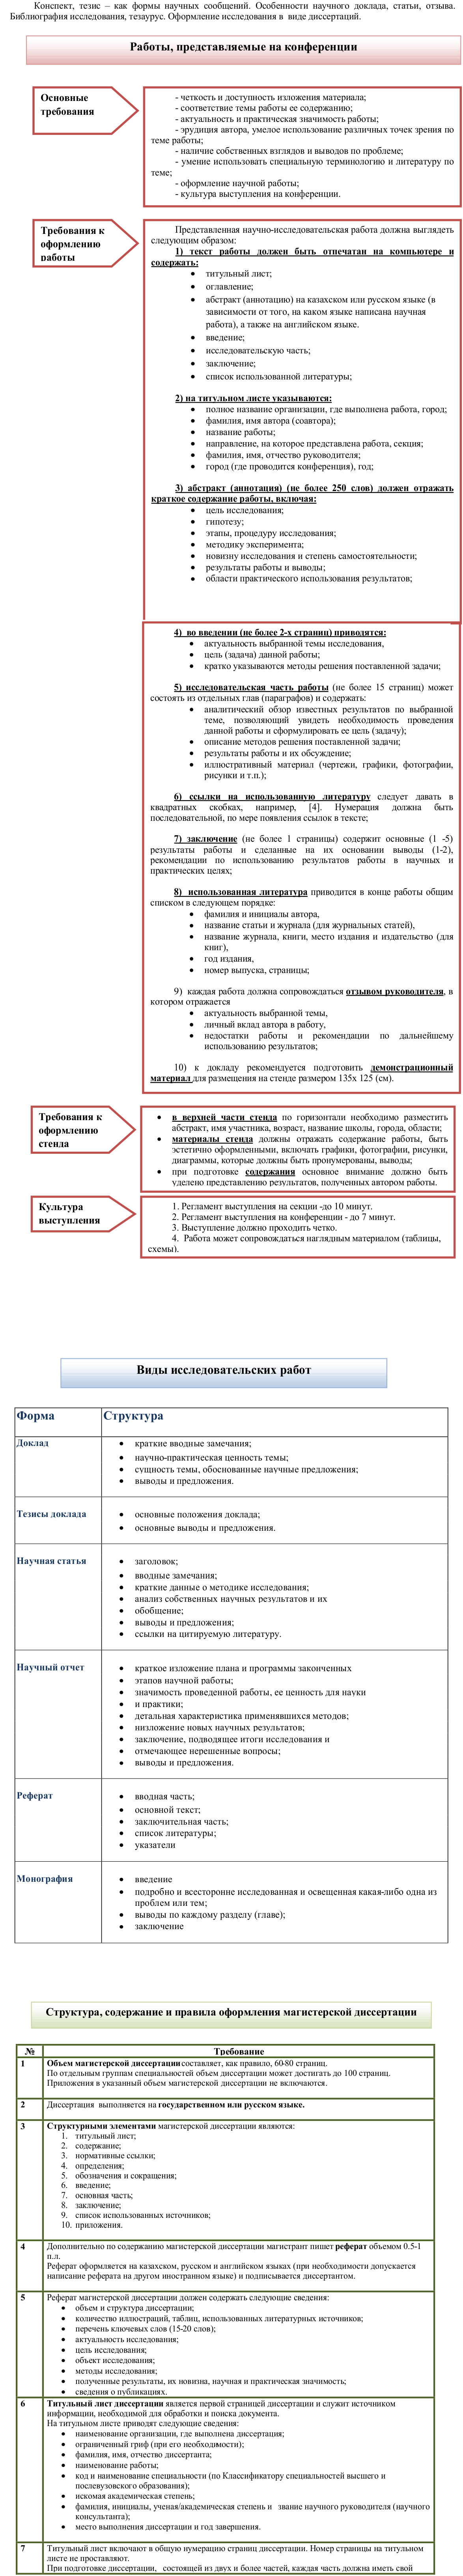 Конспект, тезис – как формы научных сообщений. Особенности научного доклада, статьи, отзыва.
Библиография исследования, тезаурус. Оформление исследования в виде диссертаций.
Работы, представляемые на конференции
Основные
требования
- четкость и доступность изложения материала;
- соответствие темы работы ее содержанию;
- актуальность и практическая значимость работы;
- эрудиция автора, умелое использование различных точек зрения по
теме работы;
- наличие собственных взглядов и выводов по проблеме;
- умение использовать специальную терминологию и литературу по
теме;
- оформление научной работы;
- культура выступления на конференции.
Требования к
оформлению
работы
Представленная научно-исследовательская работа должна выглядеть
следующим образом:
1) текст работы должен быть отпечатан на компьютере и
содержать:
• титульный лист;
• оглавление;
• абстракт (аннотацию) на казахском или русском языке (в
зависимости от того, на каком языке написана научная
работа), а также на английском языке.
• введение;
• исследовательскую часть;
• заключение;
• список использованной литературы;
2) на титульном листе указываются:
• полное название организации, где выполнена работа, город;
• фамилия, имя автора (соавтора);
• название работы;
• направление, на которое представлена работа, секция;
• фамилия, имя, отчество руководителя;
• город (где проводится конференция), год;
3) абстракт (аннотация) (не более 250 слов) должен отражать
краткое содержание работы, включая:
• цель исследования;
• гипотезу;
• этапы, процедуру исследования;
• методику эксперимента;
• новизну исследования и степень самостоятельности;
• результаты работы и выводы;
• области практического использования результатов;
4) во введении (не более 2-х страниц) приводятся:
• актуальность выбранной темы исследования,
• цель (задача) данной работы;
• кратко указываются методы решения поставленной задачи;
5) исследовательская часть работы (не более 15 страниц) может
состоять из отдельных глав (параграфов) и содержать:
• аналитический обзор известных результатов по выбранной
теме, позволяющий увидеть необходимость проведения
данной работы и сформулировать ее цель (задачу);
• описание методов решения поставленной задачи;
• результаты работы и их обсуждение;
• иллюстративный материал (чертежи, графики, фотографии,
рисунки и т.п.);
6) ссылки на использованную литературу следует давать в
квадратных скобках, например, [4]. Нумерация должна быть
последовательной, по мере появления ссылок в тексте;
7) заключение (не более 1 страницы) содержит основные (1 -5)
результаты работы и сделанные на их основании выводы (1-2),
рекомендации по использованию результатов работы в научных и
практических целях;
8) использованная литература приводится в конце работы общим
списком в следующем порядке:
• фамилия и инициалы автора,
• название статьи и журнала (для журнальных статей),
• название журнала, книги, место издания и издательство (для
книг),
• год издания,
• номер выпуска, страницы;
9) каждая работа должна сопровождаться отзывом руководителя, в
котором отражается
• актуальность выбранной темы,
• личный вклад автора в работу,
• недостатки работы и рекомендации по дальнейшему
использованию результатов;
10) к докладу рекомендуется подготовить демонстрационный
материал для размещения на стенде размером 135х 125 (см).
Требования к
оформлению
стенда
• в верхней части стенда по горизонтали необходимо разместить
абстракт, имя участника, возраст, название школы, города, области;
• материалы стенда должны отражать содержание работы, быть
эстетично оформленными, включать графики, фотографии, рисунки,
диаграммы, которые должны быть пронумерованы, выводы;
• при подготовке содержания основное внимание должно быть
уделено представлению результатов, полученных автором работы.
Культура
выступления
1. Регламент выступления на секции -до 10 минут.
2. Регламент выступления на конференции - до 7 минут.
3. Выступление должно проходить четко.
4. Работа может сопровождаться наглядным материалом (таблицы,
схемы).
Виды исследовательских работ
Форма Структура
Доклад
• краткие вводные замечания;
• научно-практическая ценность темы;
• сущность темы, обоснованные научные предложения;
• выводы и предложения.
Тезисы доклада
• основные положения доклада;
• основные выводы и предложения.
Научная статья
• заголовок;
• вводные замечания;
• краткие данные о методике исследования;
• анализ собственных научных результатов и их
• обобщение;
• выводы и предложения;
• ссылки на цитируемую литературу.
Научный отчет
• краткое изложение плана и программы законченных
• этапов научной работы;
• значимость проведенной работы, ее ценность для науки
• и практики;
• детальная характеристика применявшихся методов;
• низложение новых научных результатов;
• заключение, подводящее итоги исследования и
• отмечающее нерешенные вопросы;
• выводы и предложения.
Реферат
• вводная часть;
• основной текст;
• заключительная часть;
• список литературы;
• указатели
Монография
• введение
• подробно и всесторонне исследованная и освещенная какая-либо одна из
проблем или тем;
• выводы по каждому разделу (главе);
• заключение
Структура, содержание и правила оформления магистерской диссертации
№ Требование
1 Объем магистерской диссертации составляет, как правило, 60-80 страниц.
По отдельным группам специальностей объем диссертации может достигать до 100 страниц.
Приложения в указанный объем магистерской диссертации не включаются.
2 Диссертация выполняется на государственном или русском языке.
3 Структурными элементами магистерской диссертации являются:
1. титульный лист;
2. содержание;
3. нормативные ссылки;
4. определения;
5. обозначения и сокращения;
6. введение;
7. основная часть;
8. заключение;
9. список использованных источников;
10. приложения.
4 Дополнительно по содержанию магистерской диссертации магистрант пишет реферат объемом 0.5-1
п.л.
Реферат оформляется на казахском, русском и английском языках (при необходимости допускается
написание реферата на другом иностранном языке) и подписывается диссертантом.
5 Реферат магистерской диссертации должен содержать следующие сведения:
• объем и структура диссертации;
• количество иллюстраций, таблиц, использованных литературных источников;
• перечень ключевых слов (15-20 слов);
• актуальность исследования;
• цель исследования;
• объект исследования;
• методы исследования;
• полученные результаты, их новизна, научная и практическая значимость;
• сведения о публикациях.
6 Титульный лист диссертации является первой страницей диссертации и служит источником
информации, необходимой для обработки и поиска документа.
На титульном листе приводят следующие сведения:
• наименование организации, где выполнена диссертация;
• ограниченный гриф (при его необходимости);
• фамилия, имя, отчество диссертанта;
• наименование работы;
• код и наименование специальности (по Классификатору специальностей высшего и
послевузовского образования);
• искомая академическая степень;
• фамилия, инициалы, ученая/академическая степень и звание научного руководителя (научного
консультанта);
• место выполнения диссертации и год завершения.
7 Титульный лист включают в общую нумерацию страниц диссертации. Номер страницы на титульном
листе не проставляют.
При подготовке диссертации, состоящей из двух и более частей, каждая часть должна иметь свой